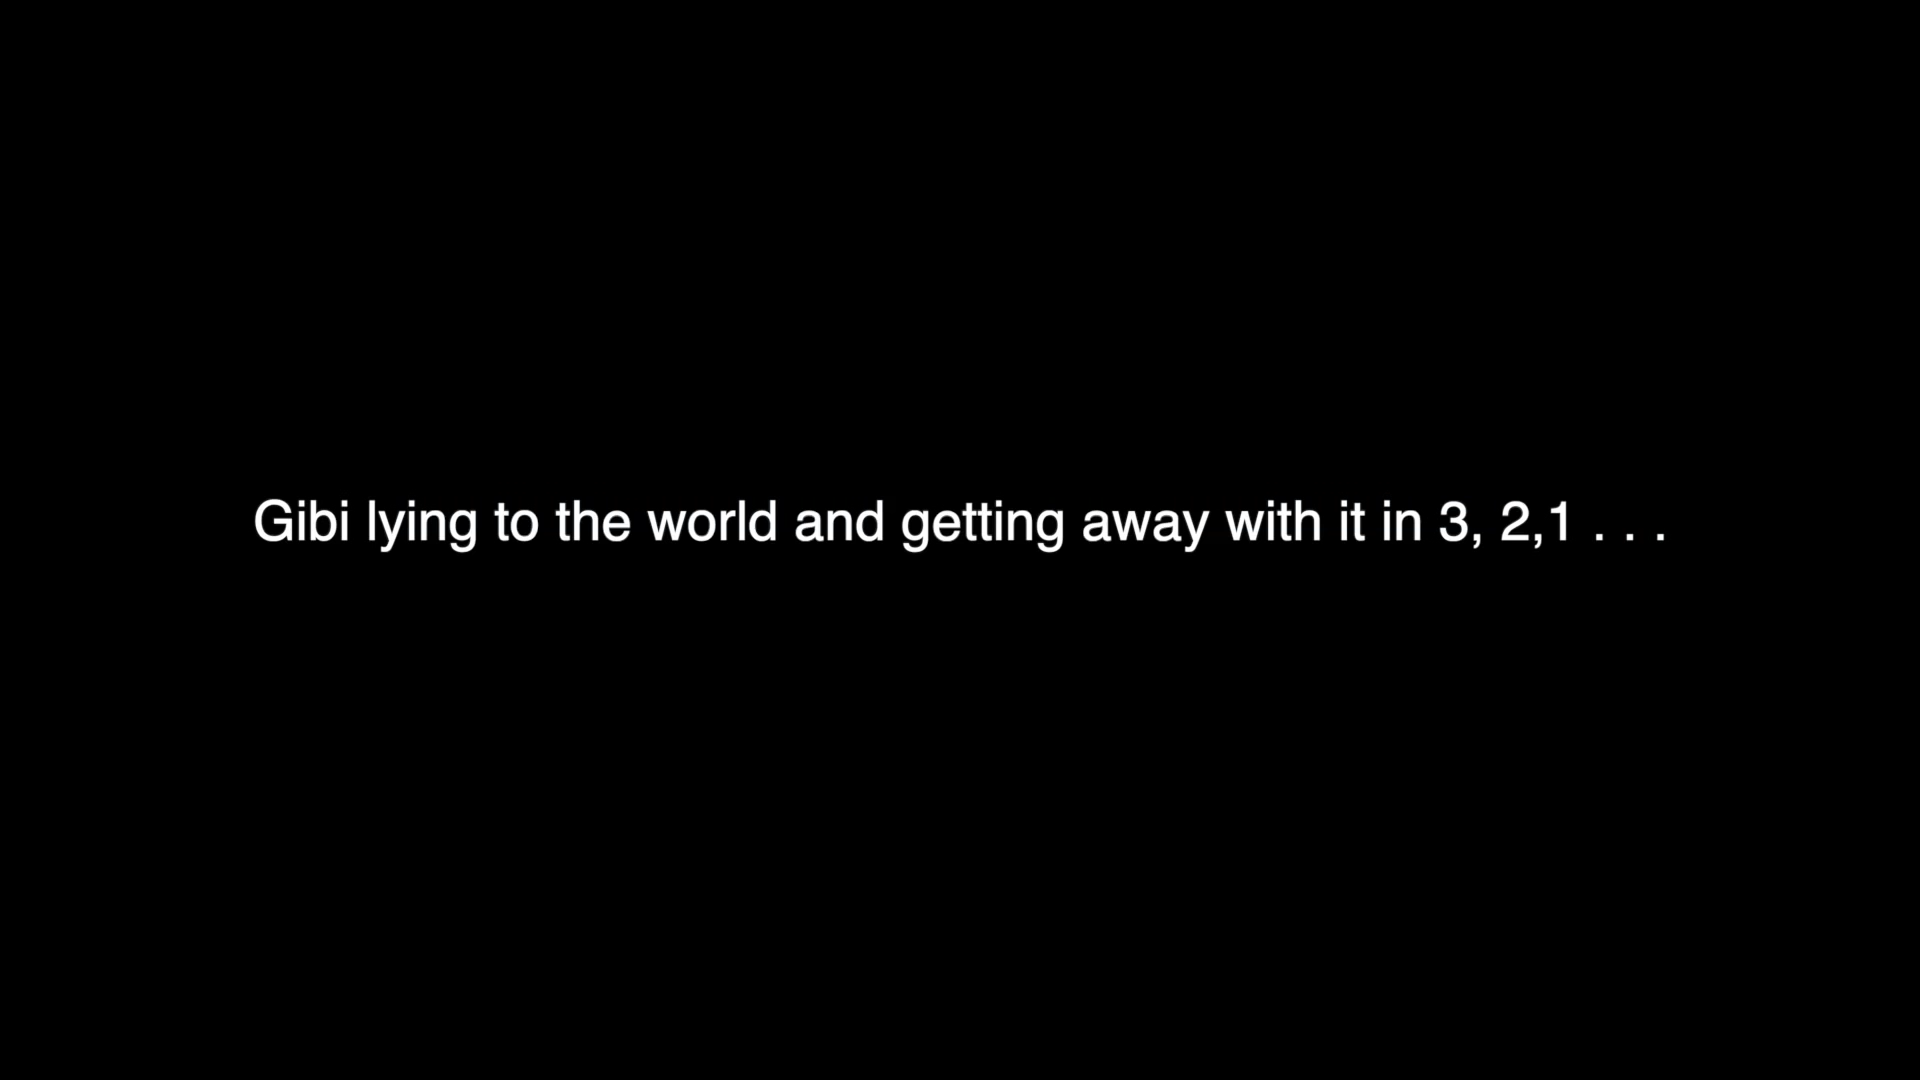 Gibi lying to the world and getting away with it in 3, 2,1 . . .